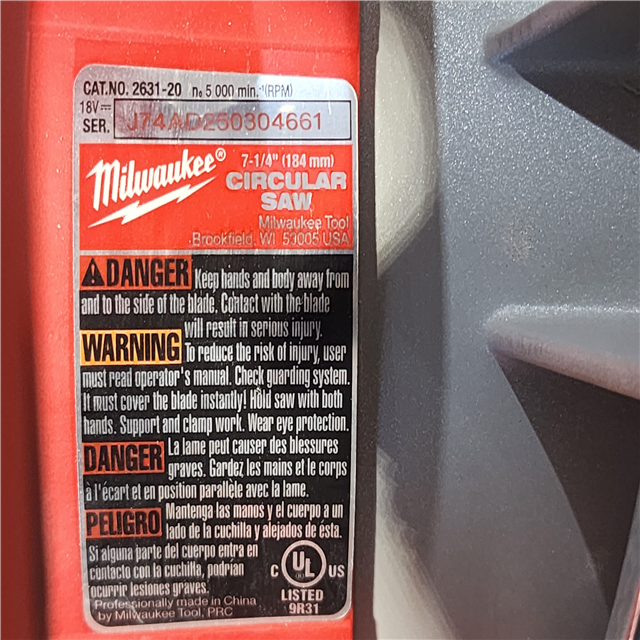 CAT.NO. 2631-20 n₀ 5 000 min.⁻¹(RPM)
18V⎓
SER. J74AD250304661
Milwaukee®
7-1/4" (184 mm)
CIRCULAR
SAW
Milwaukee Tool
Brookfield, WI 53005 USA
DANGER Keep hands and body away from
and to the side of the blade. Contact with the blade
will result in serious injury.
WARNING To reduce the risk of injury, user
must read operator's manual. Check guarding system.
It must cover the blade instantly! Hold saw with both
hands. Support and clamp work. Wear eye protection.
DANGER La lame peut causer des blessures
graves. Gardez les mains et le corps
à l'écart et en position parallèle avec la lame.
PELIGRO Mantenga las manos y el cuerpo a un
lado de la cuchilla y alejados de ésta.
Si alguna parte del cuerpo entra en
contacto con la cuchilla, podrían
ocurrir lesiones graves.
C UL ® US
LISTED
9R31
Professionally made in China
by Milwaukee Tool, PRC